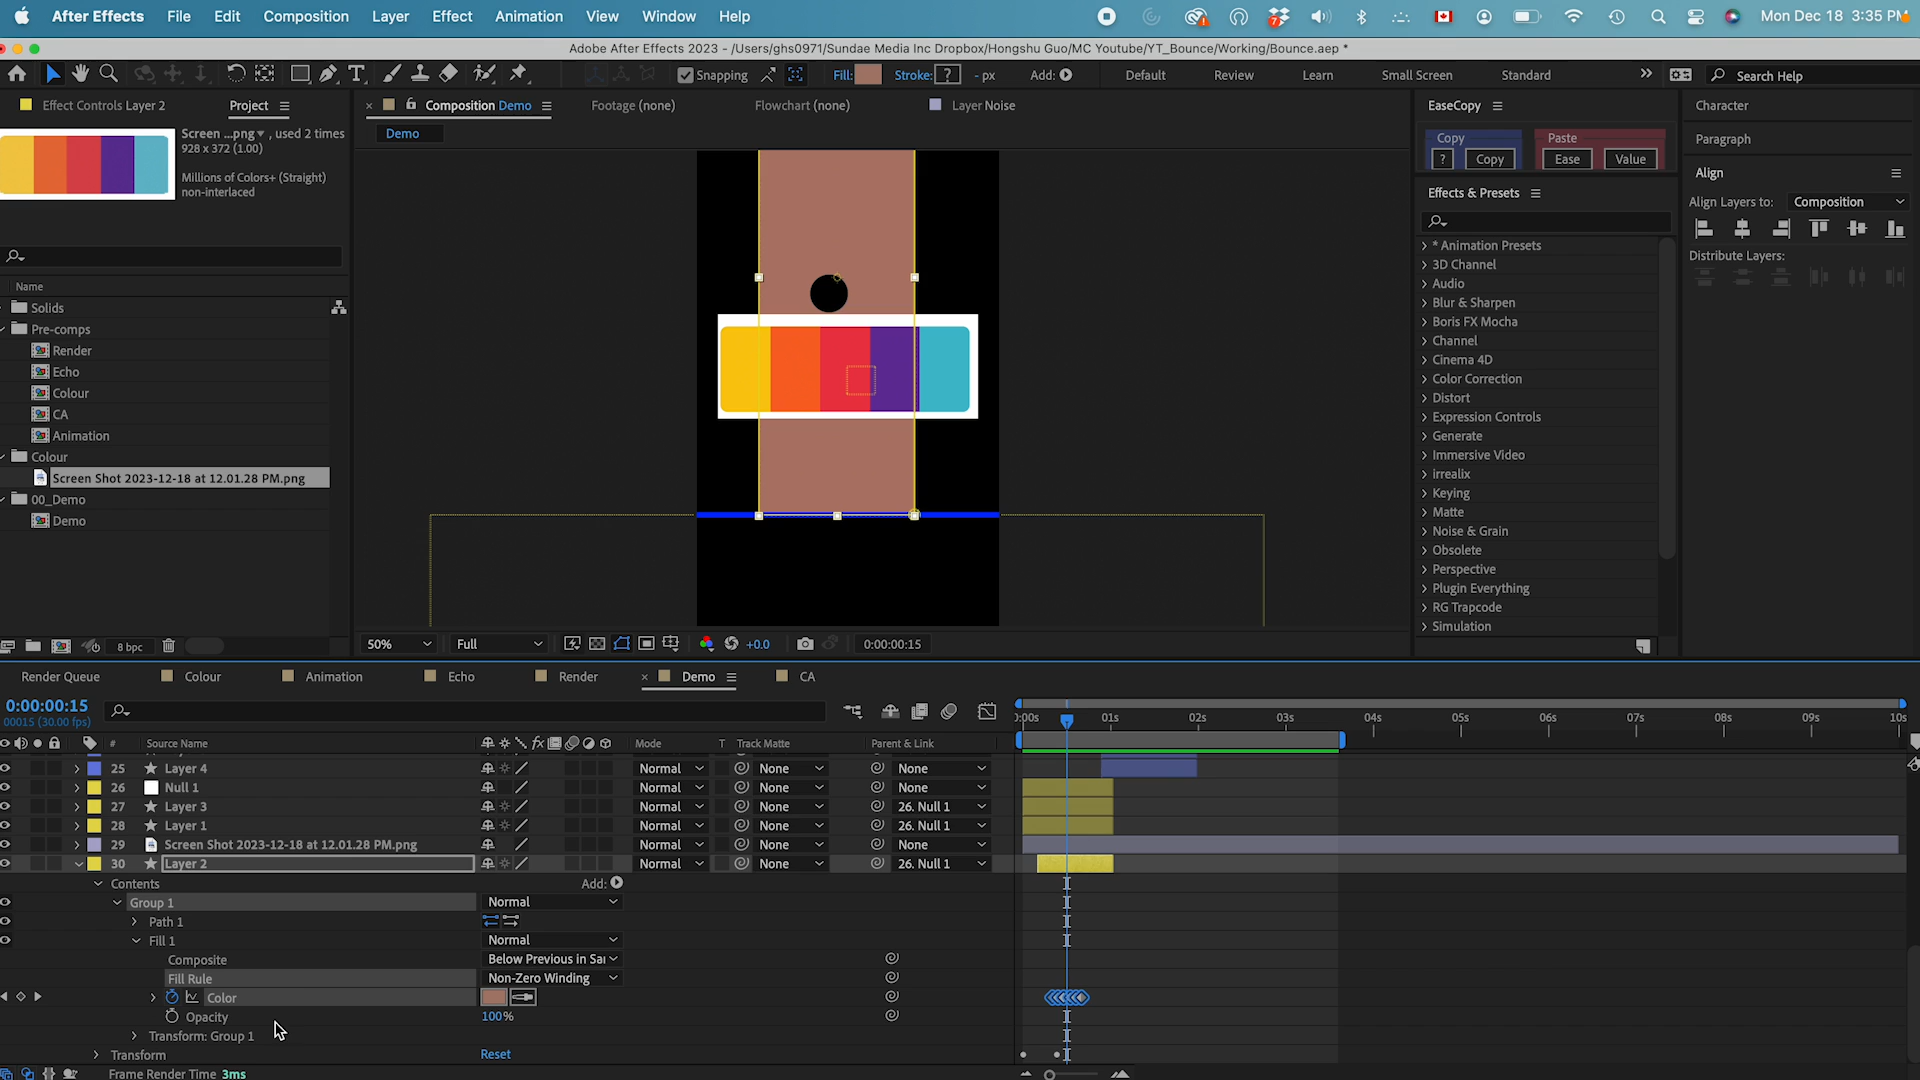 After Effects File Edit Composition Layer Effect Animation View Window Help Mon Dec 18 3:35 PM
Adobe After Effects 2023 - /Users/ghs0971/Sundae Media Inc Dropbox/Hongshu Guo/MC Youtube/YT_Bounce/Working/Bounce.aep *
Snapping Fill: Stroke: ? - px Add: Default Review Learn Small Screen Standard Search Help
Effect Controls Layer 2 Project
Composition Demo Footage (none) Flowchart (none) Layer Noise
Demo
Screen ...png , used 2 times
928 x 372 (1.00)
Millions of Colors+ (Straight)
non-interlaced
Name
Solids
Pre-comps
Render
Echo
Colour
CA
Animation
Colour
Screen Shot 2023-12-18 at 12.01.28 PM.png
00_Demo
Demo
8 bpc
50% Full +0.0 0:00:00:15
EaseCopy
Copy Paste
? Copy Ease Value
Effects & Presets
* Animation Presets
3D Channel
Audio
Blur & Sharpen
Boris FX Mocha
Channel
Cinema 4D
Color Correction
Distort
Expression Controls
Generate
Immersive Video
irrealix
Keying
Matte
Noise & Grain
Obsolete
Perspective
Plugin Everything
RG Trapcode
Simulation
Character
Paragraph
Align
Align Layers to: Composition
Distribute Layers:
Render Queue Colour Animation Echo Render Demo CA
0:00:00:15
00015 (30.00 fps)
:00s 01s 02s 03s 04s 05s 06s 07s 08s 09s 10s
# Source Name Mode T Track Matte Parent & Link
25 Layer 4 Normal None None
26 Null 1 Normal None None
27 Layer 3 Normal None 26. Null 1
28 Layer 1 Normal None 26. Null 1
29 Screen Shot 2023-12-18 at 12.01.28 PM.png Normal None None
30 Layer 2 Normal None 26. Null 1
Contents Add:
Group 1 Normal
Path 1
Fill 1 Normal
Composite Below Previous in Sa
Fill Rule Non-Zero Winding
Color
Opacity 100%
Transform: Group 1
Transform Reset
Frame Render Time 3ms